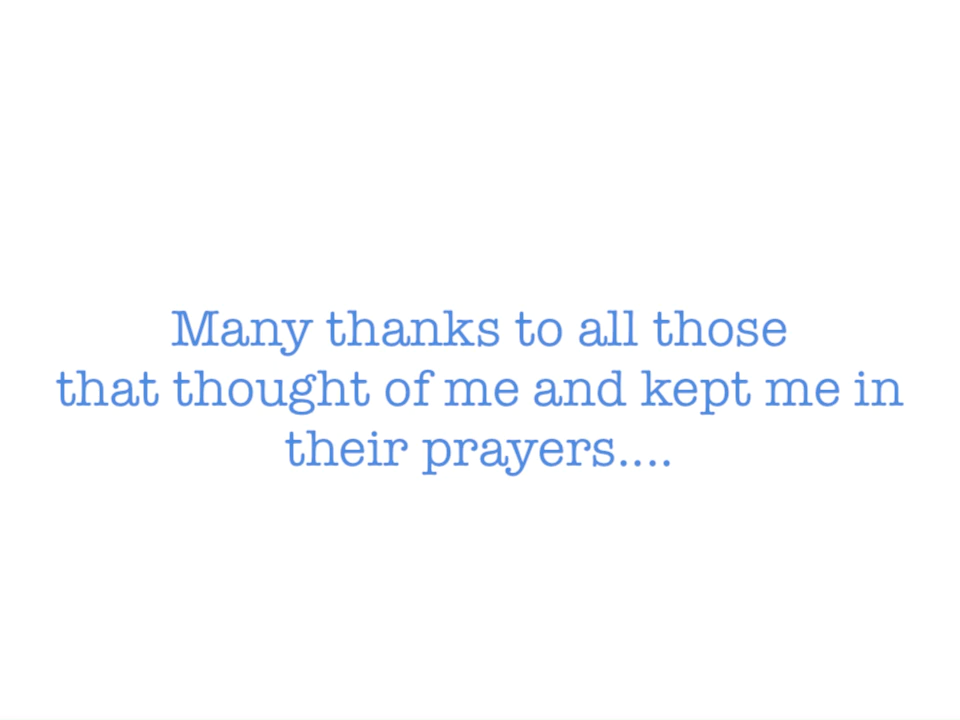 Many thanks to all those
that thought of me and kept me in
their prayers....